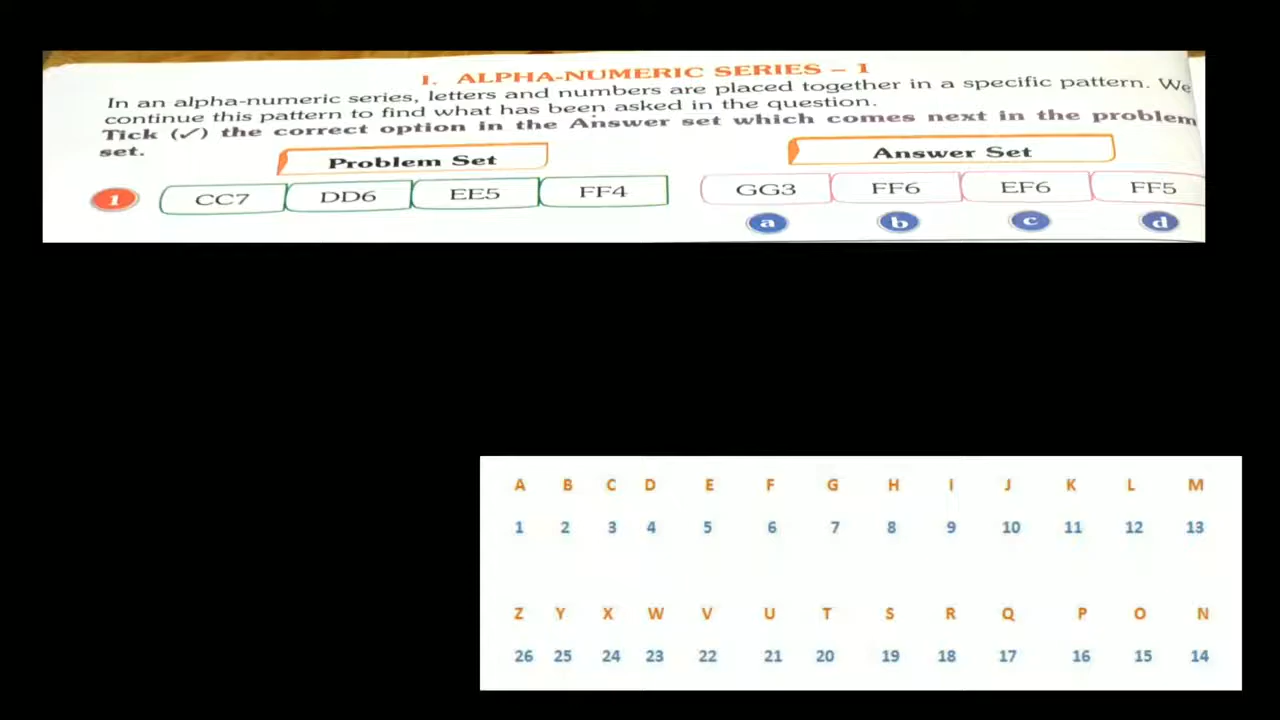 I. ALPHA-NUMERIC SERIES – 1
In an alpha-numeric series, letters and numbers are placed together in a specific pattern. We
continue this pattern to find what has been asked in the question.
Tick (✓) the correct option in the Answer set which comes next in the problem
set.
Problem Set Answer Set
1 CC7 DD6 EE5 FF4 GG3 FF6 EF6 FF5
a b c d
A B C D E F G H I J K L M
1 2 3 4 5 6 7 8 9 10 11 12 13
Z Y X W V U T S R Q P O N
26 25 24 23 22 21 20 19 18 17 16 15 14